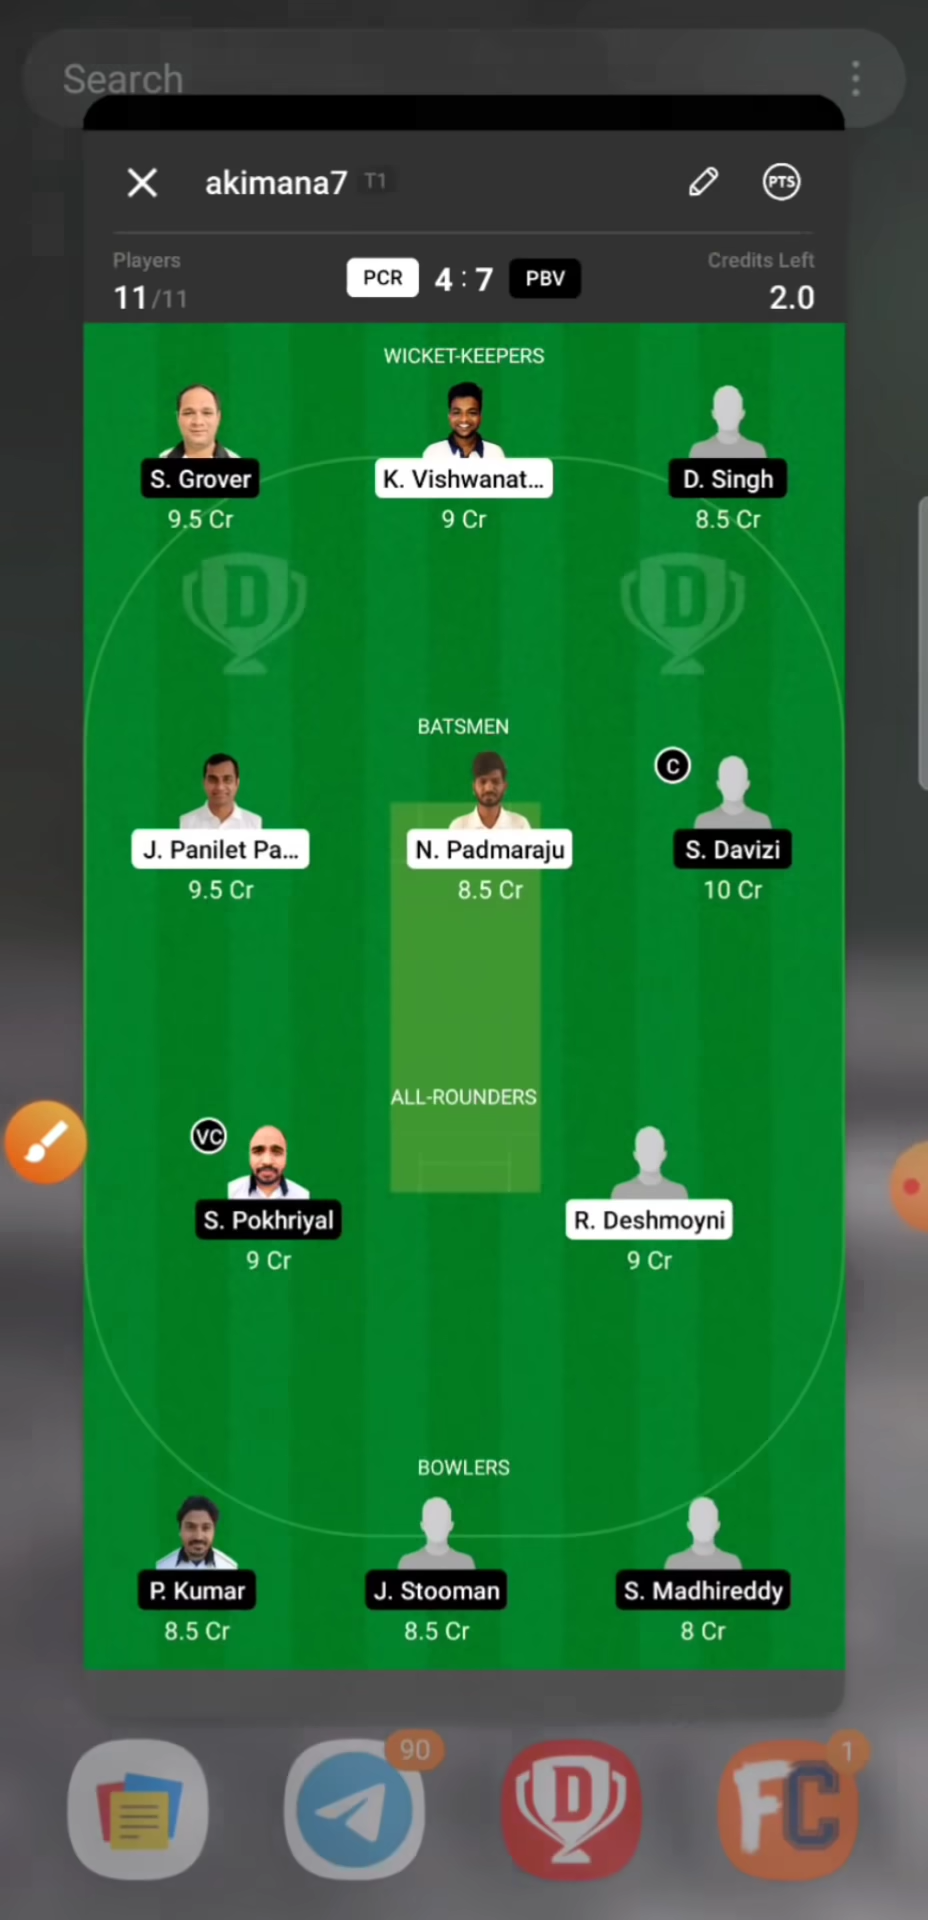 Search
akimana7 T1
PTS
Players
11/11
PCR 4 : 7 PBV
Credits Left
2.0
WICKET-KEEPERS
S. Grover
9.5 Cr
K. Vishwanat...
9 Cr
D. Singh
8.5 Cr
D
D
BATSMEN
J. Panilet Pa...
9.5 Cr
N. Padmaraju
8.5 Cr
C
S. Davizi
10 Cr
ALL-ROUNDERS
VC
S. Pokhriyal
9 Cr
R. Deshmoyni
9 Cr
BOWLERS
P. Kumar
8.5 Cr
J. Stooman
8.5 Cr
S. Madhireddy
8 Cr
90
D
FC
1